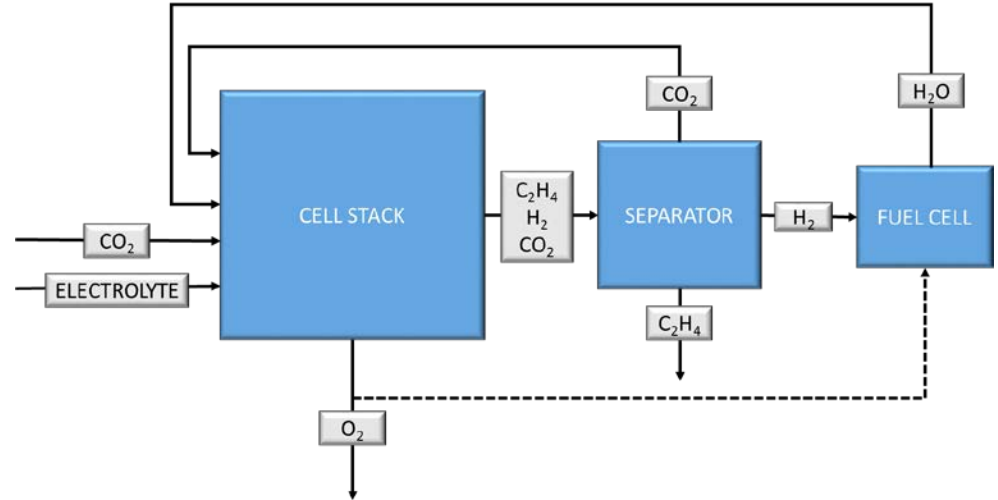 CO₂
H₂O
C₂H₄
H₂
CO₂
CELL STACK
SEPARATOR
H₂
FUEL CELL
CO₂
ELECTROLYTE
C₂H₄
O₂